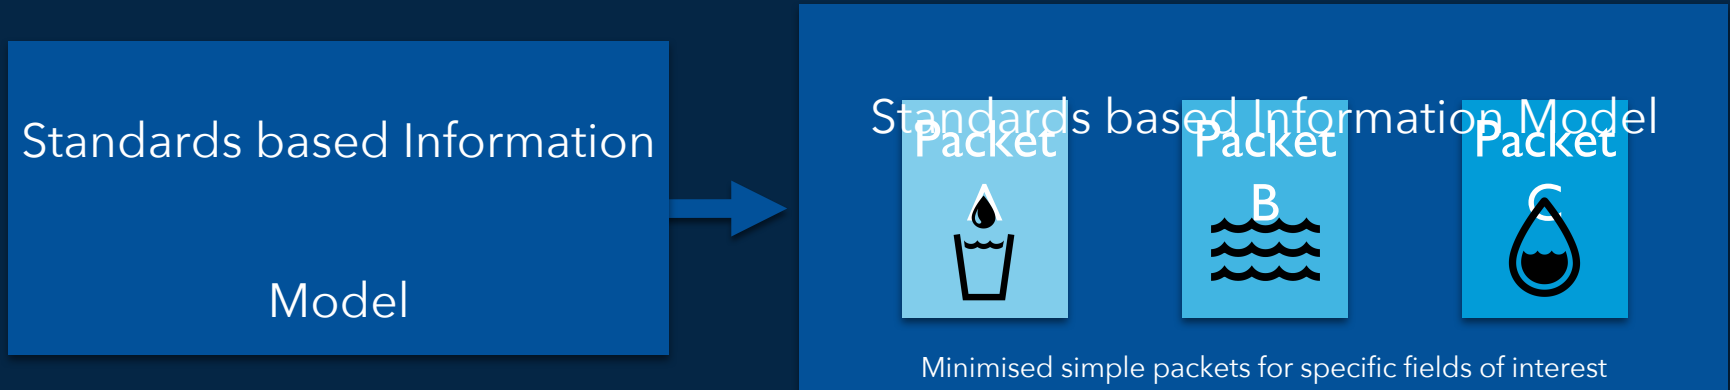 Standards based Information
Model
Standards based Information Model
Packet
A
Packet
B
Packet
C
Minimised simple packets for specific fields of interest